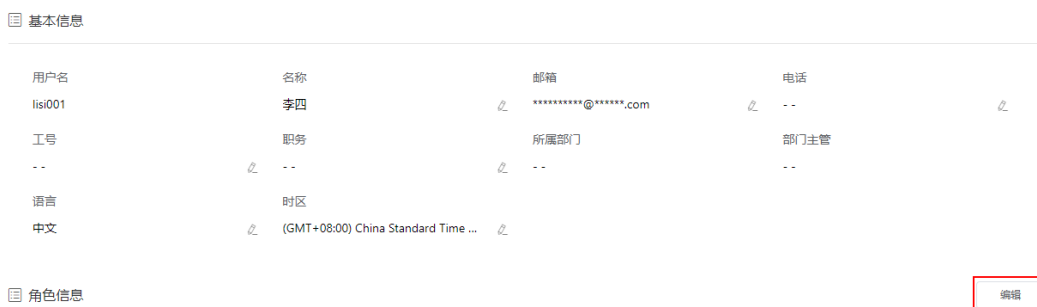 基本信息
用户名 名称 邮箱 电话
lisi001 李四 **********@******.com - -
工号 职务 所属部门 部门主管
- - - - - - - -
语言 时区
中文 (GMT+08:00) China Standard Time ...
角色信息 编辑